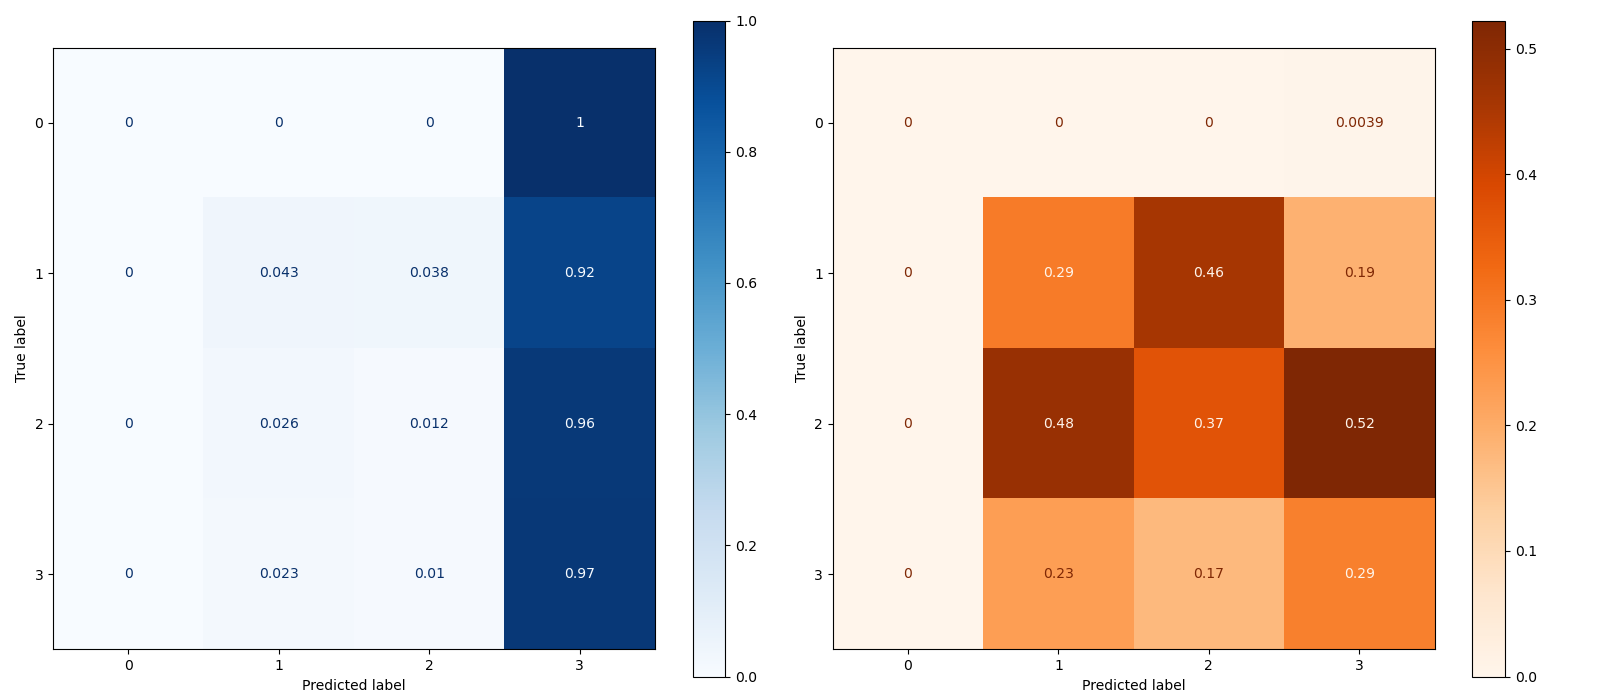 1.0
0 0 0 0 1
0.8
1 0 0.043 0.038 0.92
0.6
True label
2 0 0.026 0.012 0.96
0.4
0.2
3 0 0.023 0.01 0.97
0.0
0 1 2 3
Predicted label
0.5
0 0 0 0 0.0039
0.4
1 0 0.29 0.46 0.19
0.3
True label
2 0 0.48 0.37 0.52
0.2
0.1
3 0 0.23 0.17 0.29
0.0
0 1 2 3
Predicted label